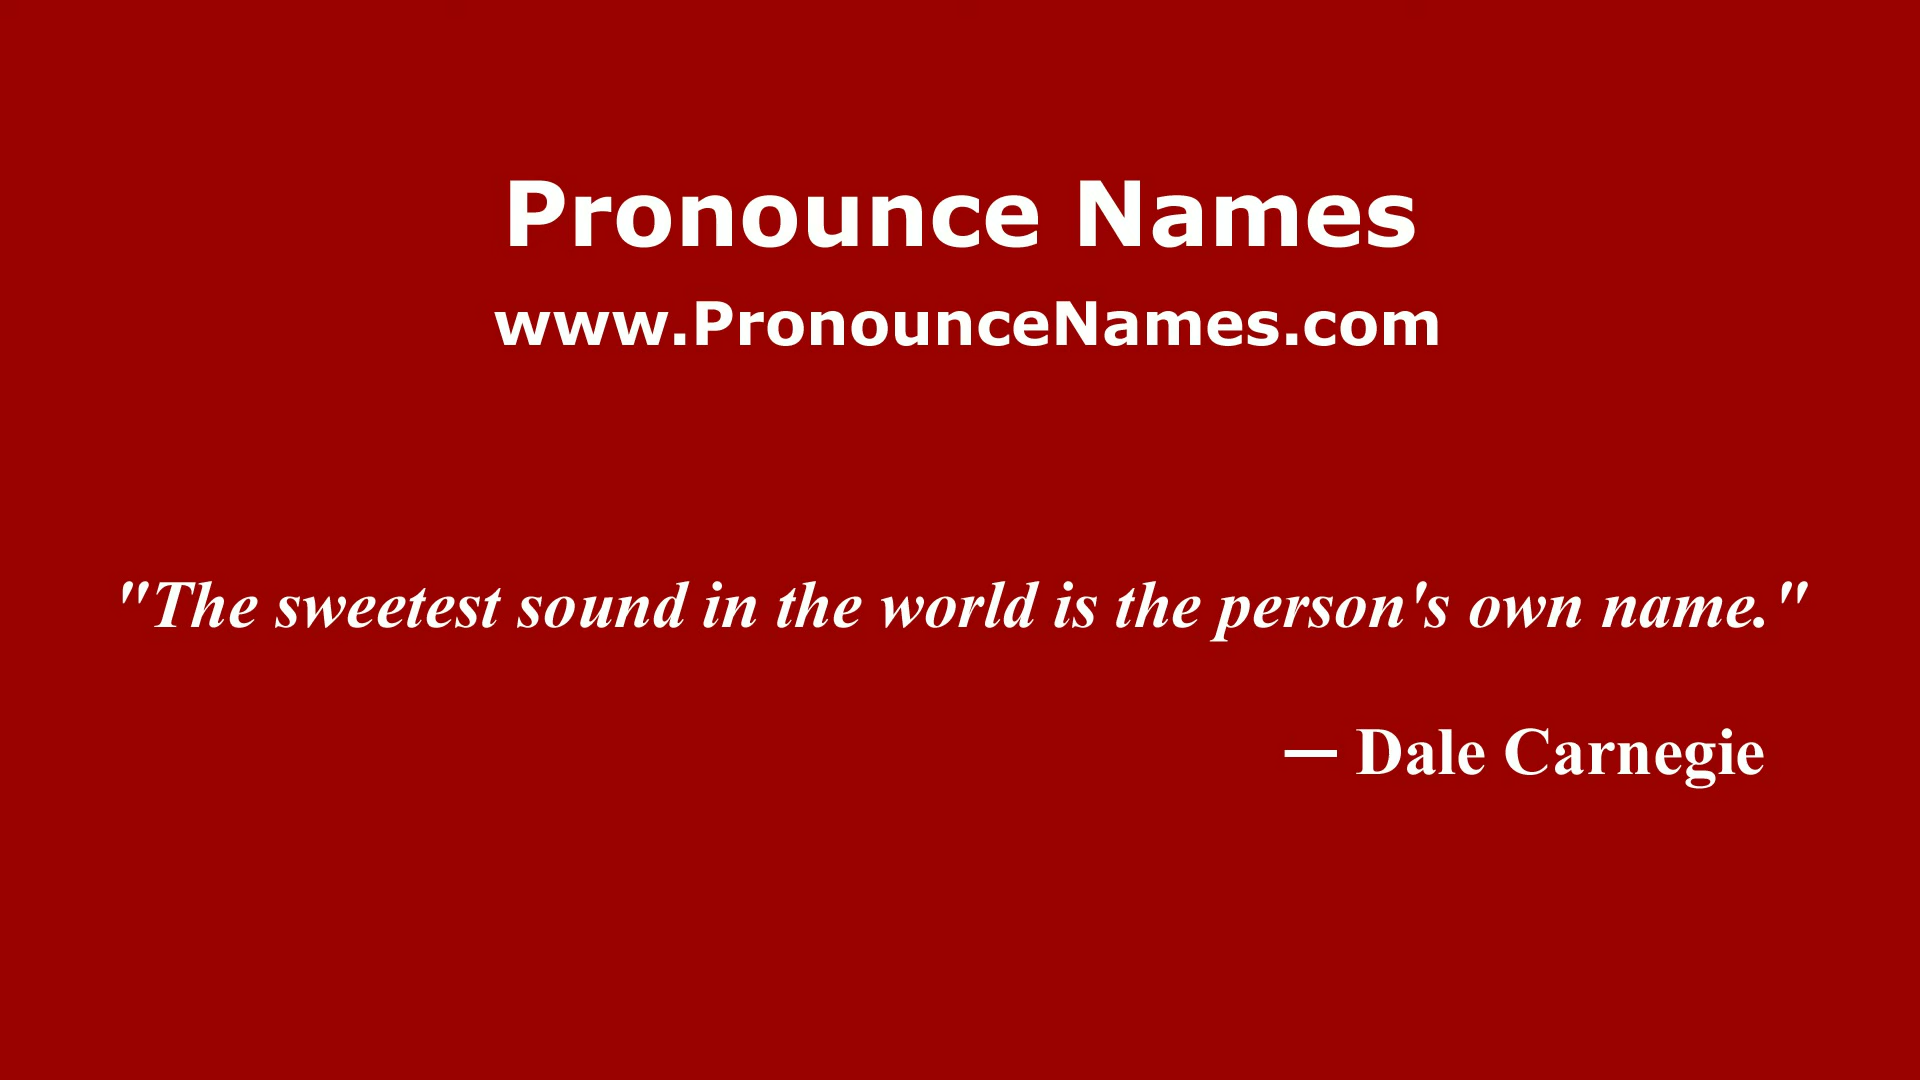 Pronounce Names
www.PronounceNames.com
"The sweetest sound in the world is the person's own name."
— Dale Carnegie